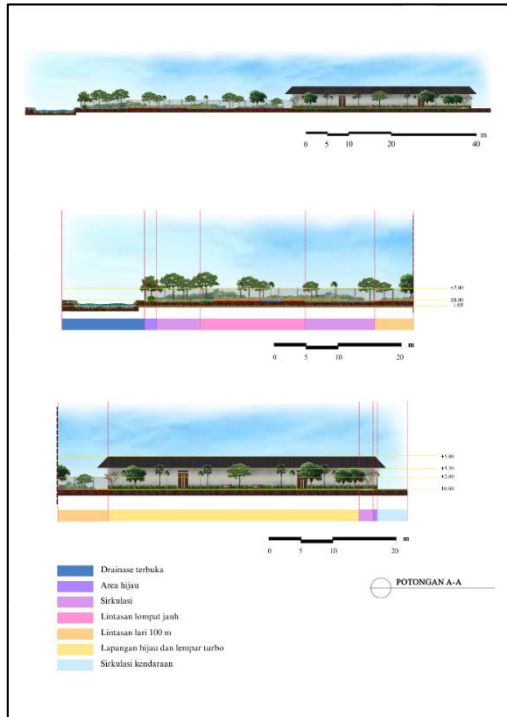 m
0 5 10 20 40
+3.00
±0.00
-1.00
m
0 5 10 20
+5.00
+3.50
+2.00
±0.00
m
0 5 10 20
Drainase terbuka
Area hijau
Sirkulasi
Lintasan lompat jauh
Lintasan lari 100 m
Lapangan hijau dan lempar turbo
Sirkulasi kendaraan
POTONGAN A-A